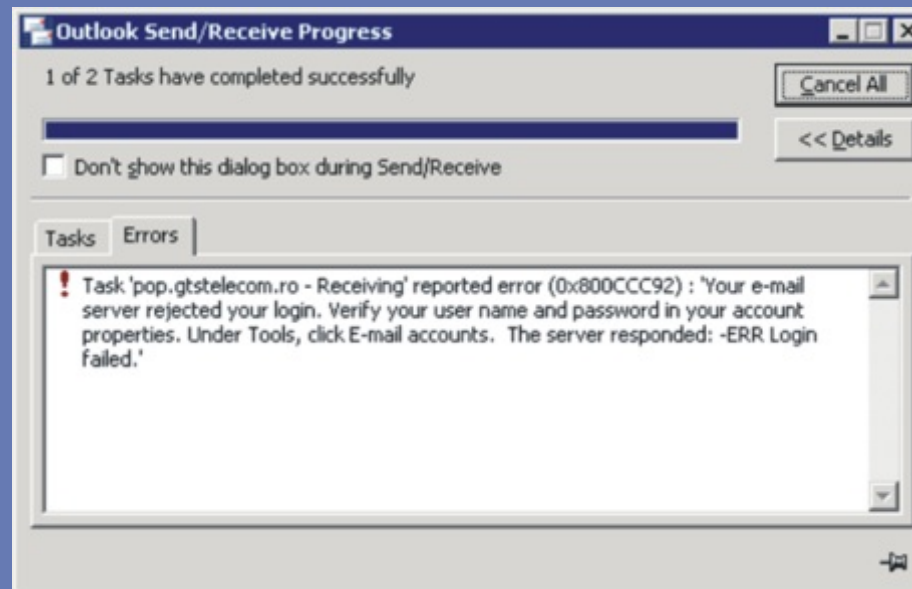 Outlook Send/Receive Progress
1 of 2 Tasks have completed successfully
Cancel All
<< Details
Don't show this dialog box during Send/Receive
Tasks
Errors
Task 'pop.gtstelecom.ro - Receiving' reported error (0x800CCC92) : 'Your e-mail
server rejected your login. Verify your user name and password in your account
properties. Under Tools, click E-mail accounts.  The server responded: -ERR Login
failed.'